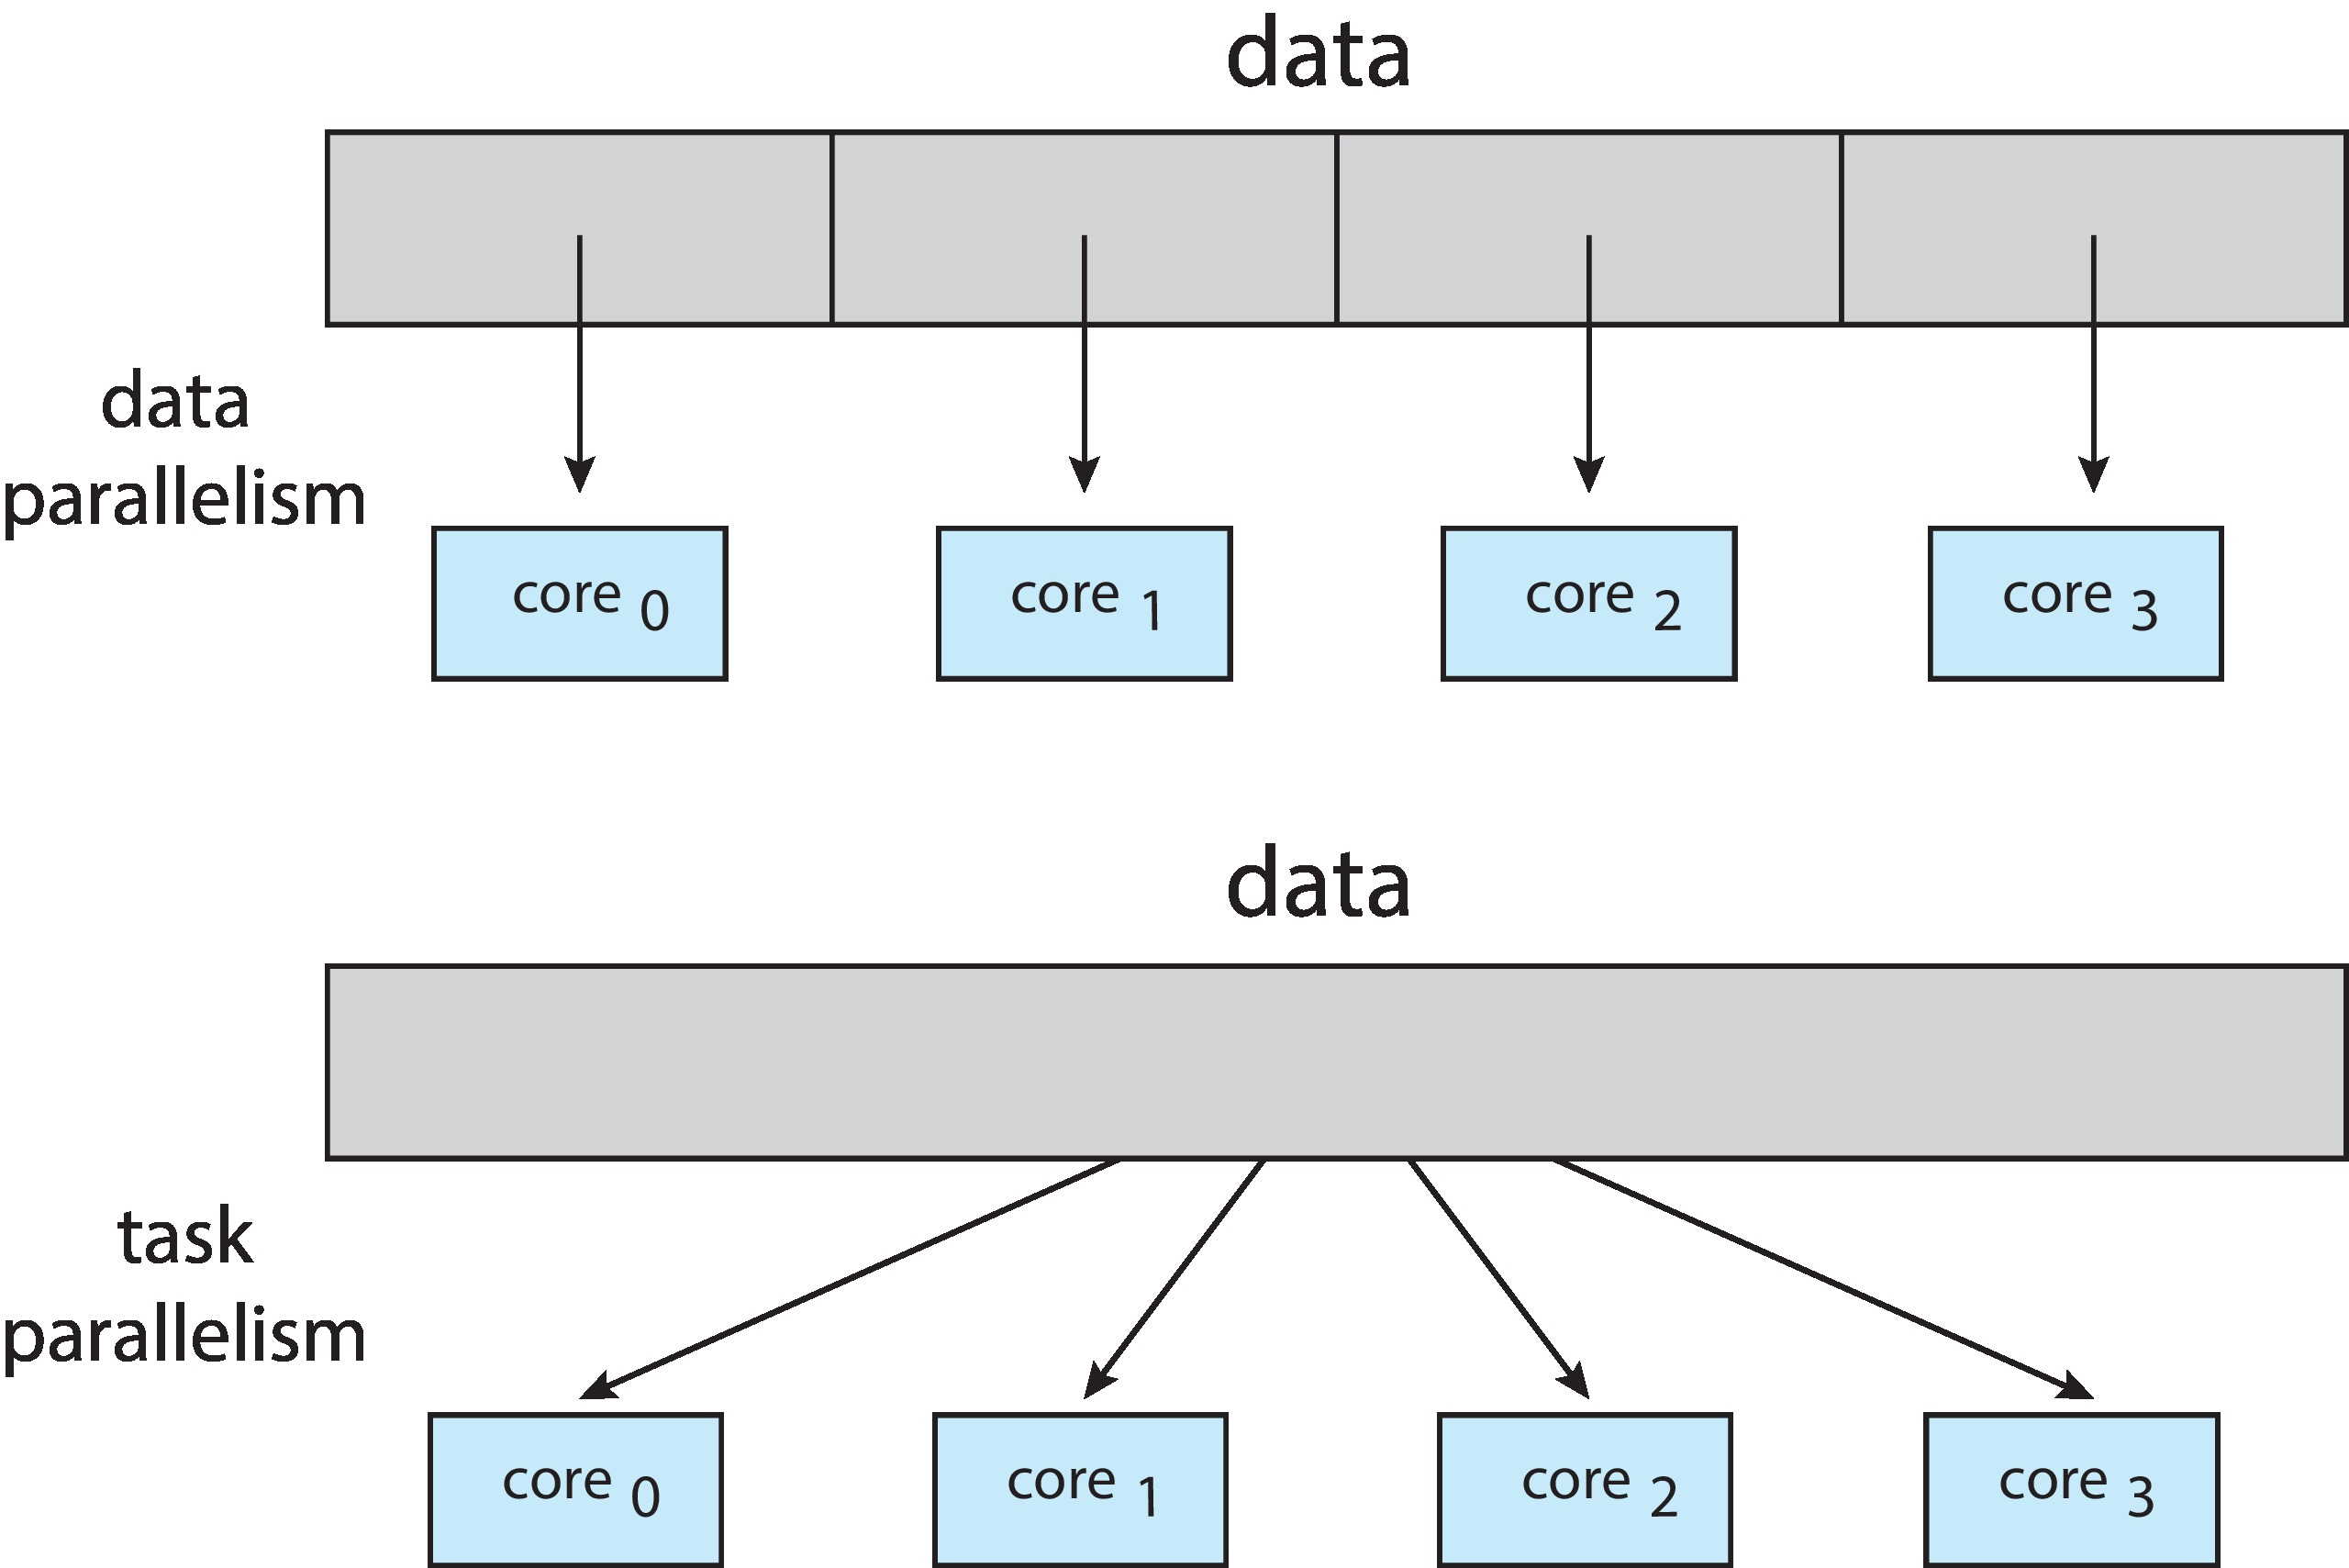 data
data
parallelism
core 0
core 1
core 2
core 3
data
task
parallelism
core 0
core 1
core 2
core 3